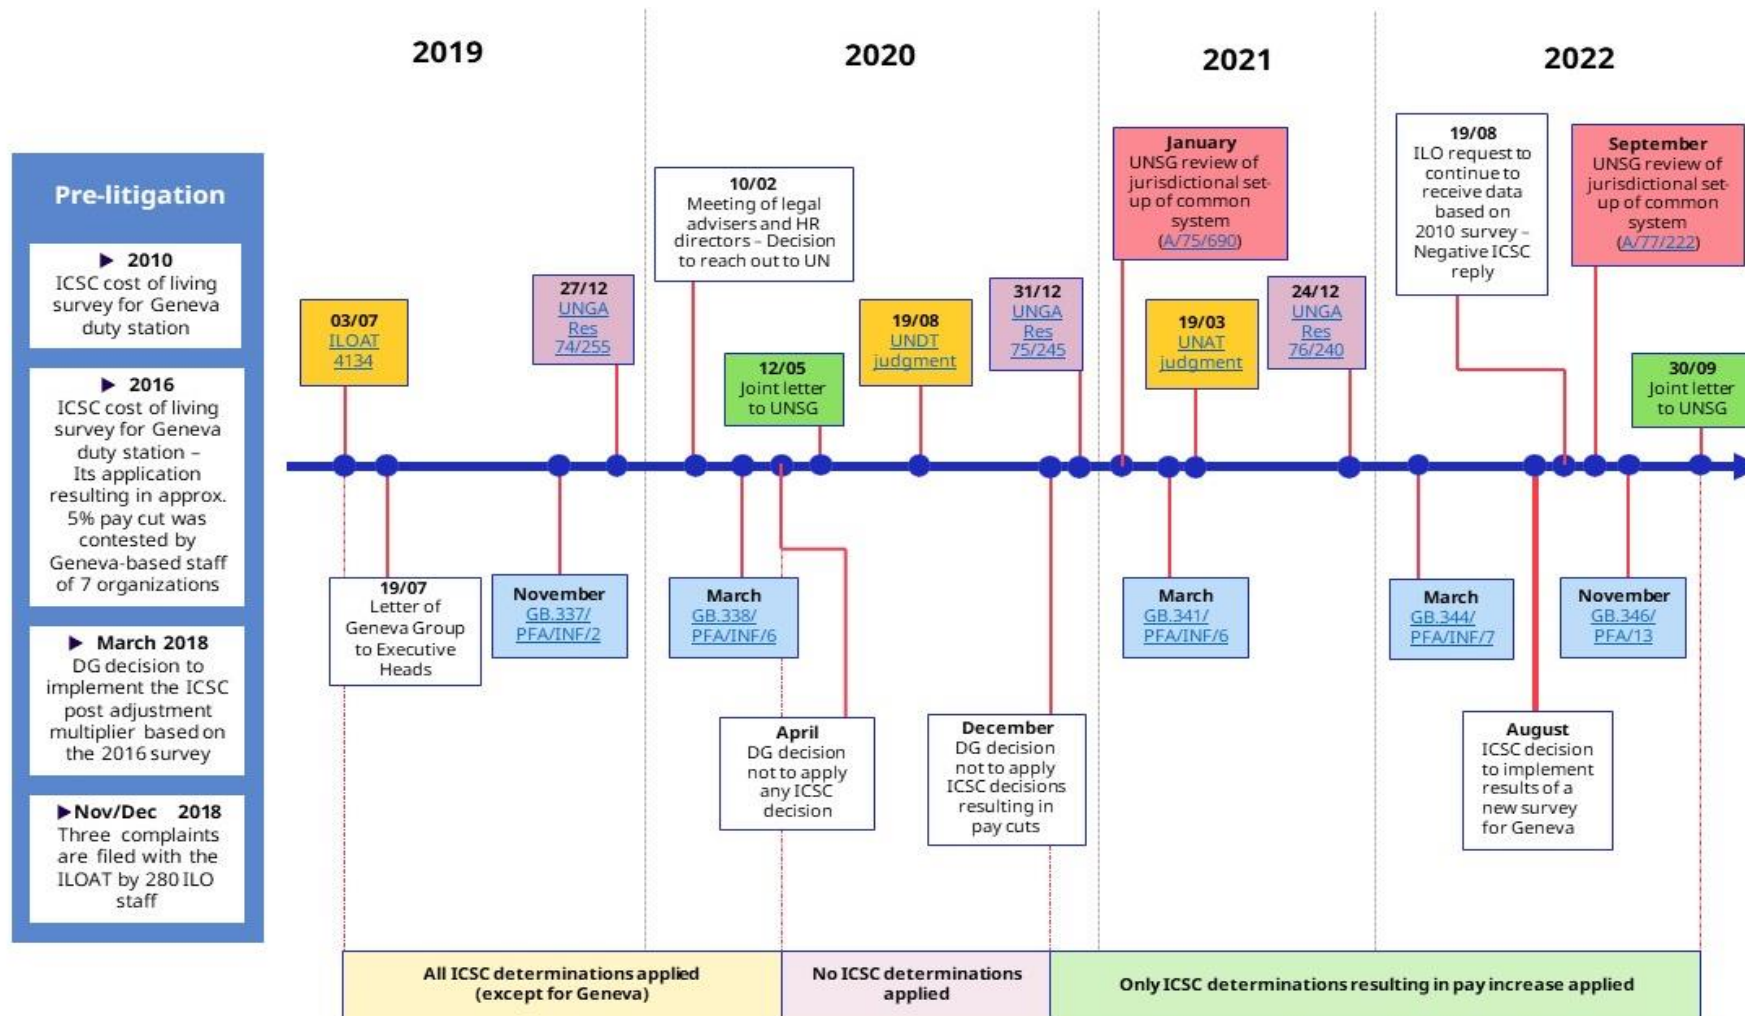 2019
2020
2021
2022
Pre-litigation
▶ 2010
ICSC cost of living
survey for Geneva
duty station
▶ 2016
ICSC cost of living
survey for Geneva
duty station –
Its application
resulting in approx.
5% pay cut was
contested by
Geneva-based staff
of 7 organizations
▶ March 2018
DG decision to
implement the ICSC
post adjustment
multiplier based on
the 2016 survey
▶Nov/Dec 2018
Three complaints
are filed with the
ILOAT by 280 ILO
staff
03/07
ILOAT
4134
27/12
UNGA
Res
74/255
10/02
Meeting of legal
advisers and HR
directors – Decision
to reach out to UN
12/05
Joint letter
to UNSG
19/08
UNDT
judgment
31/12
UNGA
Res
75/245
January
UNSG review of
jurisdictional set-
up of common
system
(A/75/690)
19/03
UNAT
judgment
24/12
UNGA
Res
76/240
19/08
ILO request to
continue to
receive data
based on
2010 survey –
Negative ICSC
reply
September
UNSG review of
jurisdictional set-
up of common
system
(A/77/222)
30/09
Joint letter
to UNSG
19/07
Letter of
Geneva Group
to Executive
Heads
November
GB.337/
PFA/INF/2
March
GB.338/
PFA/INF/6
April
DG decision
not to apply
any ICSC
decision
December
DG decision
not to apply
ICSC decisions
resulting in
pay cuts
March
GB.341/
PFA/INF/6
March
GB.344/
PFA/INF/7
August
ICSC decision
to implement
results of a
new survey
for Geneva
November
GB.346/
PFA/13
All ICSC determinations applied
(except for Geneva)
No ICSC determinations
applied
Only ICSC determinations resulting in pay increase applied